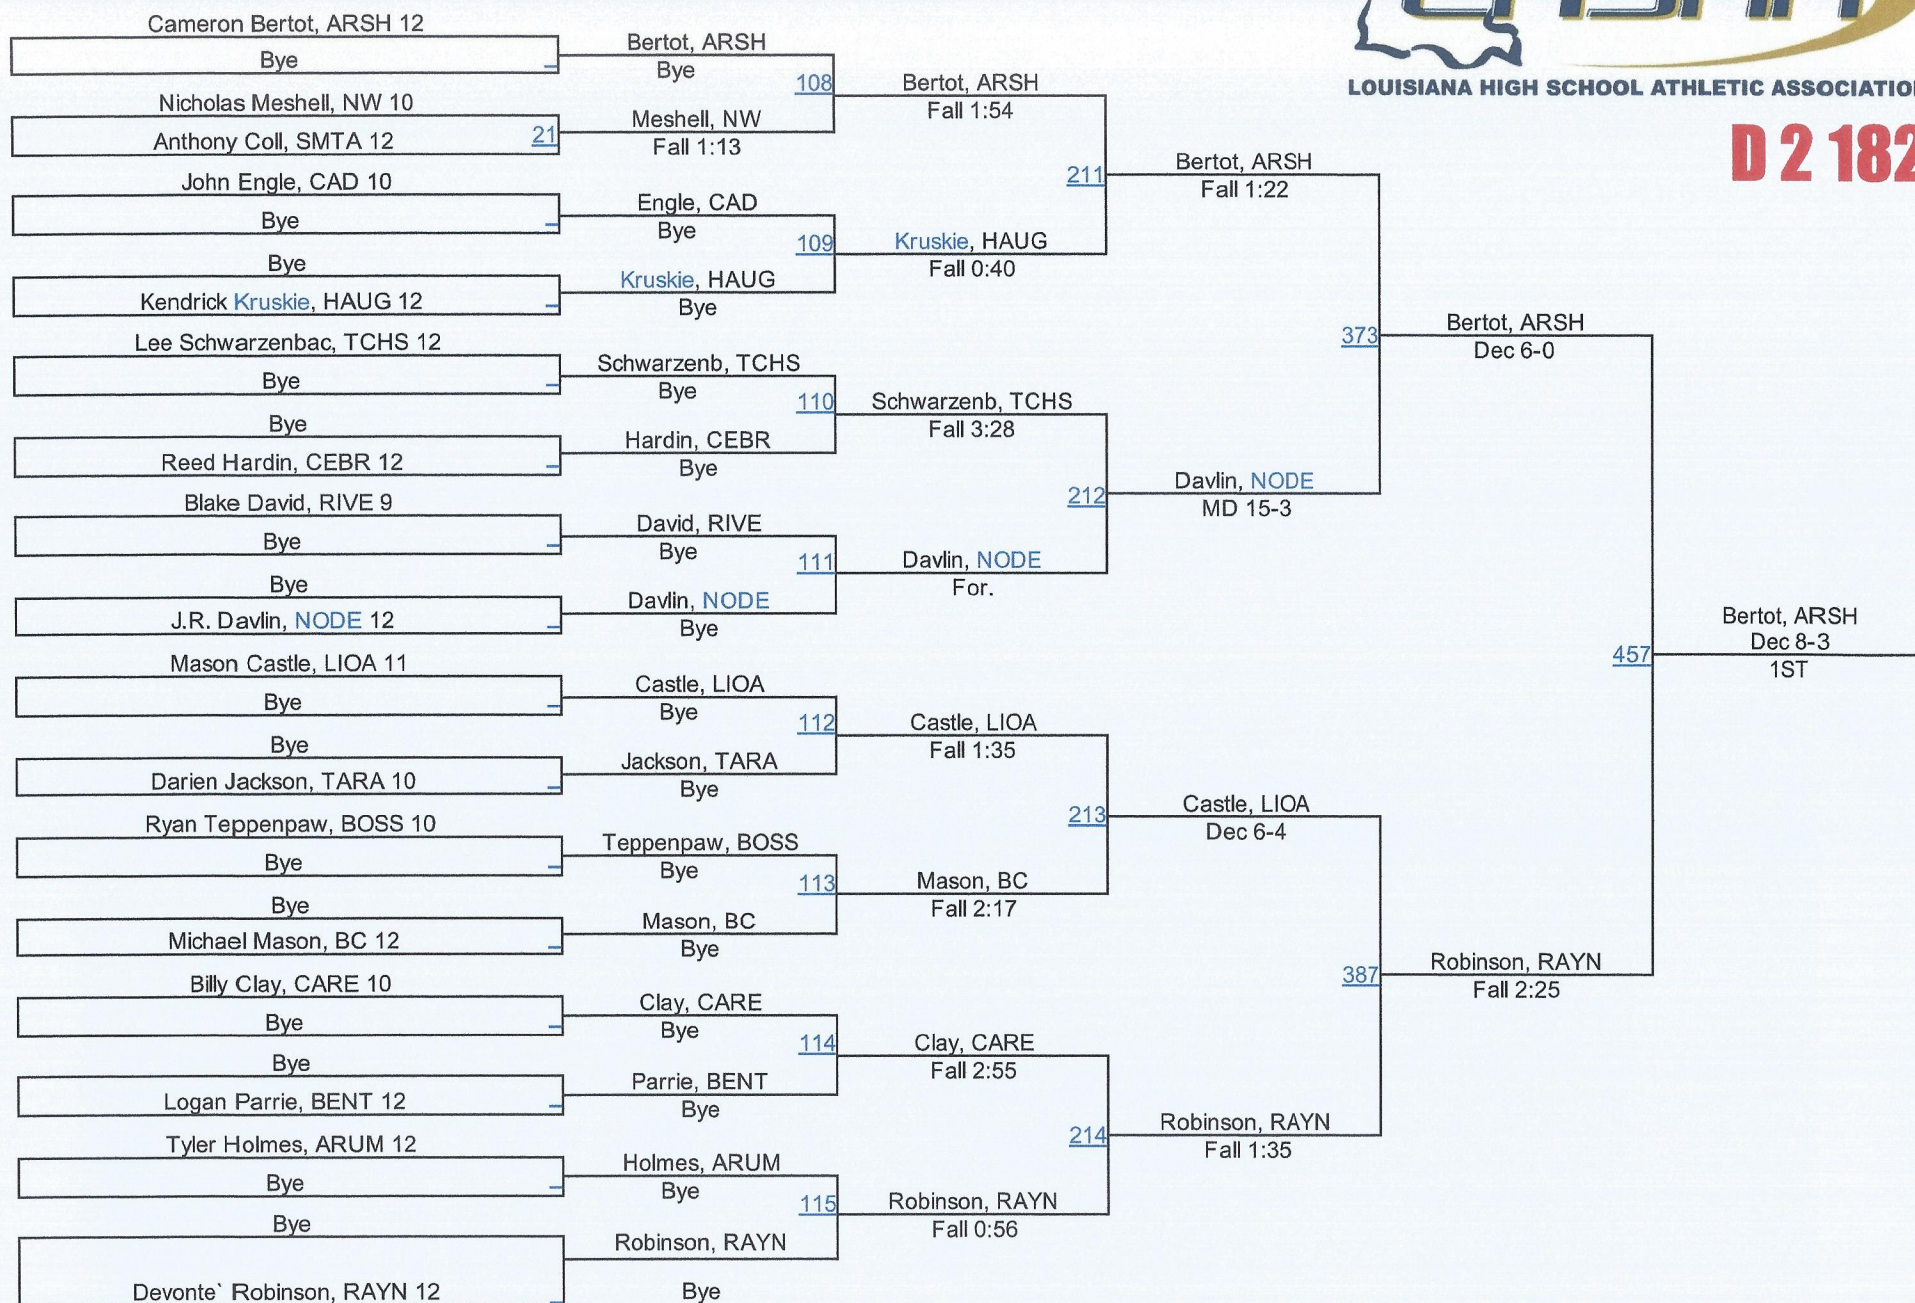 LOUISIANA HIGH SCHOOL ATHLETIC ASSOCIATION
D 2 182
Cameron Bertot, ARSH 12
Bye
Nicholas Meshell, NW 10
Anthony Coll, SMTA 12
21
John Engle, CAD 10
Bye
Bye
Kendrick Kruskie, HAUG 12
Lee Schwarzenbac, TCHS 12
Bye
Bye
Reed Hardin, CEBR 12
Blake David, RIVE 9
Bye
Bye
J.R. Davlin, NODE 12
Mason Castle, LIOA 11
Bye
Bye
Darien Jackson, TARA 10
Ryan Teppenpaw, BOSS 10
Bye
Bye
Michael Mason, BC 12
Billy Clay, CARE 10
Bye
Bye
Logan Parrie, BENT 12
Tyler Holmes, ARUM 12
Bye
Bye
Devonte` Robinson, RAYN 12
Bertot, ARSH
Bye
108
Meshell, NW
Fall 1:13
Engle, CAD
Bye
109
Kruskie, HAUG
Bye
Schwarzenb, TCHS
Bye
110
Hardin, CEBR
Bye
David, RIVE
Bye
111
Davlin, NODE
Bye
Castle, LIOA
Bye
112
Jackson, TARA
Bye
Teppenpaw, BOSS
Bye
113
Mason, BC
Bye
Clay, CARE
Bye
114
Parrie, BENT
Bye
Holmes, ARUM
Bye
115
Robinson, RAYN
Bye
Bertot, ARSH
Fall 1:54
211
Kruskie, HAUG
Fall 0:40
Schwarzenb, TCHS
Fall 3:28
212
Davlin, NODE
For.
Castle, LIOA
Fall 1:35
213
Mason, BC
Fall 2:17
Clay, CARE
Fall 2:55
214
Robinson, RAYN
Fall 0:56
Bertot, ARSH
Fall 1:22
373
Davlin, NODE
MD 15-3
Castle, LIOA
Dec 6-4
387
Robinson, RAYN
Fall 1:35
Bertot, ARSH
Dec 6-0
457
Robinson, RAYN
Fall 2:25
Bertot, ARSH
Dec 8-3
1ST